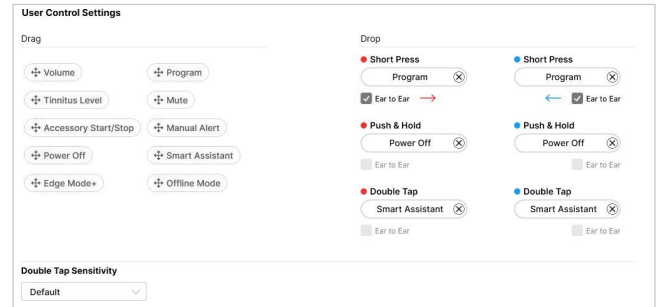 User Control Settings
Drag
Drop
Volume
Program
Tinnitus Level
Mute
Accessory Start/Stop
Manual Alert
Power Off
Smart Assistant
Edge Mode+
Offline Mode
Short Press
Short Press
Program
Program
Ear to Ear
Ear to Ear
Push & Hold
Push & Hold
Power Off
Power Off
Ear to Ear
Ear to Ear
Double Tap
Double Tap
Smart Assistant
Smart Assistant
Ear to Ear
Ear to Ear
Double Tap Sensitivity
Default